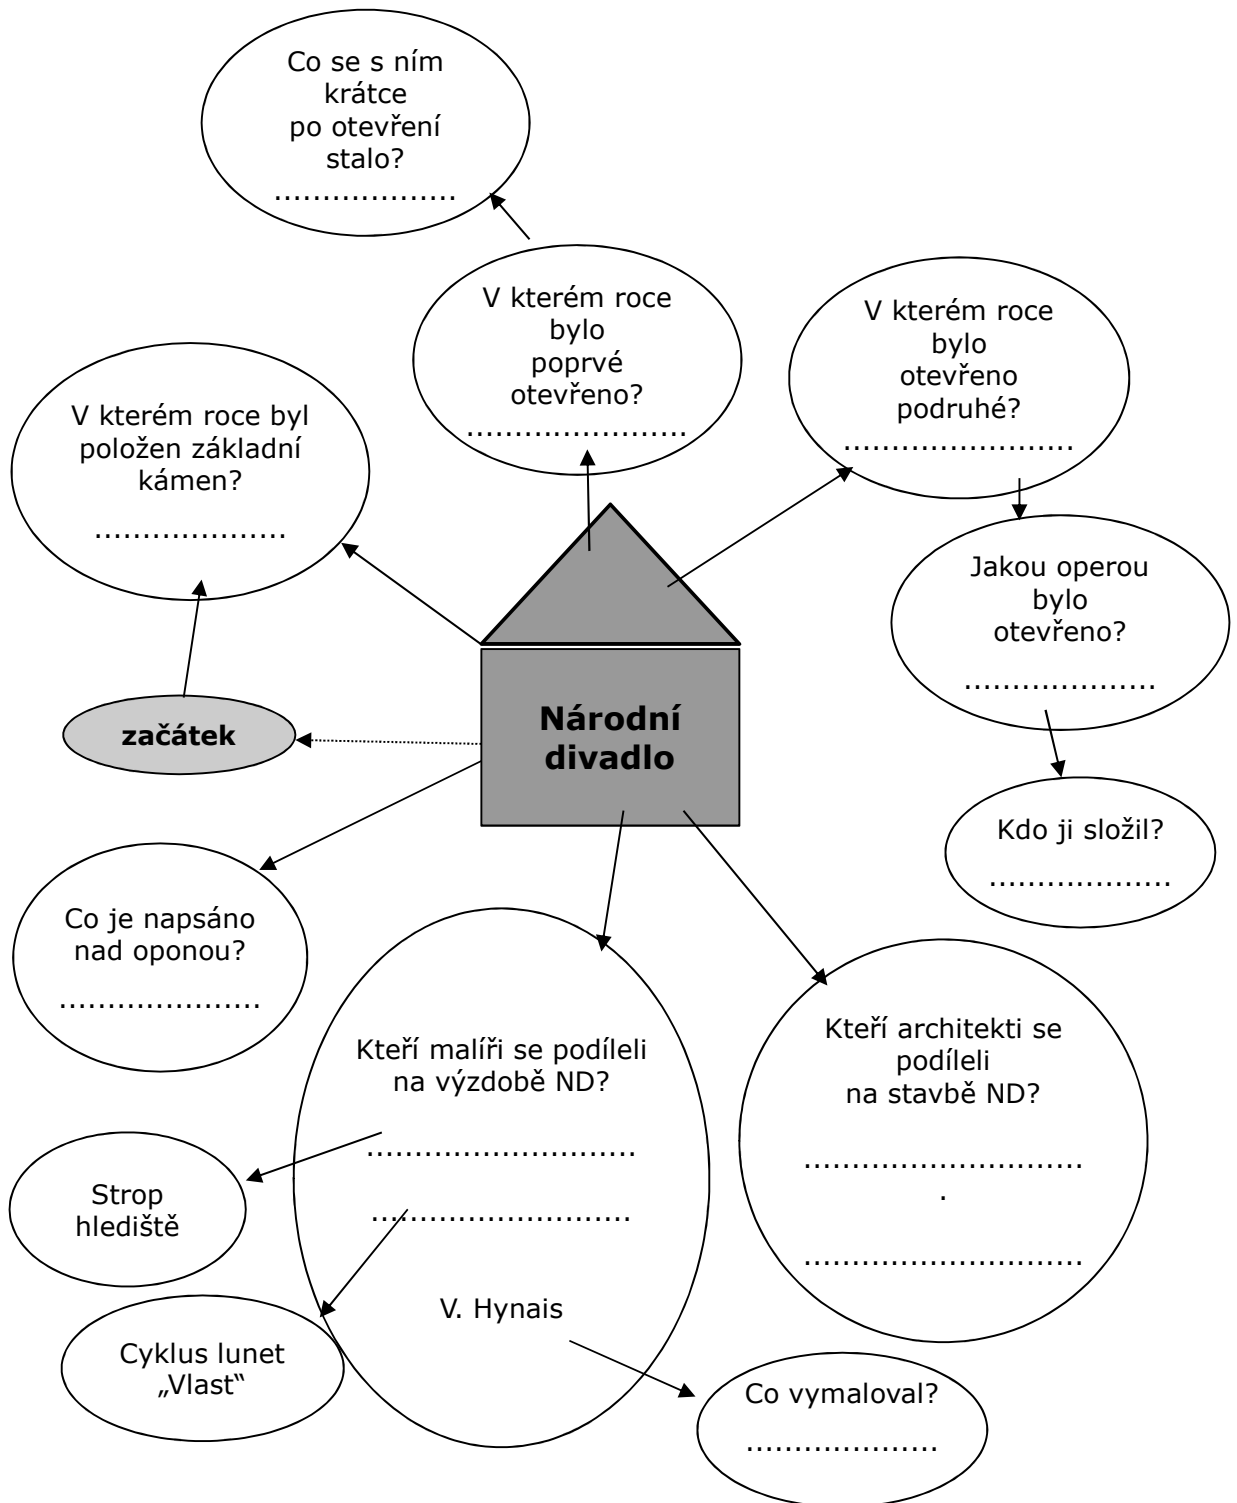 Co se s ním
krátce
po otevření
stalo?
...................
V kterém roce
bylo
poprvé
otevřeno?
.......................
V kterém roce
bylo
otevřeno
podruhé?
........................
V kterém roce byl
položen základní
kámen?
....................
Jakou operou
bylo
otevřeno?
....................
začátek
Národní
divadlo
Kdo ji složil?
...................
Co je napsáno
nad oponou?
.....................
Kteří malíři se podíleli
na výzdobě ND?
............................
...........................
V. Hynais
Kteří architekti se
podíleli
na stavbě ND?
.............................
.
.............................
Strop
hlediště
Cyklus lunet
„Vlast“
Co vymaloval?
....................